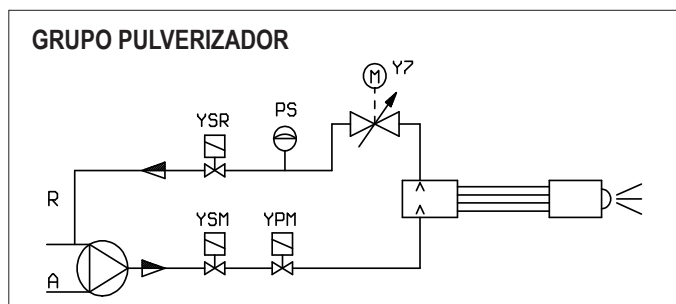 GRUPO PULVERIZADOR
M Y7
YSR PS
R
YSM YPM
A